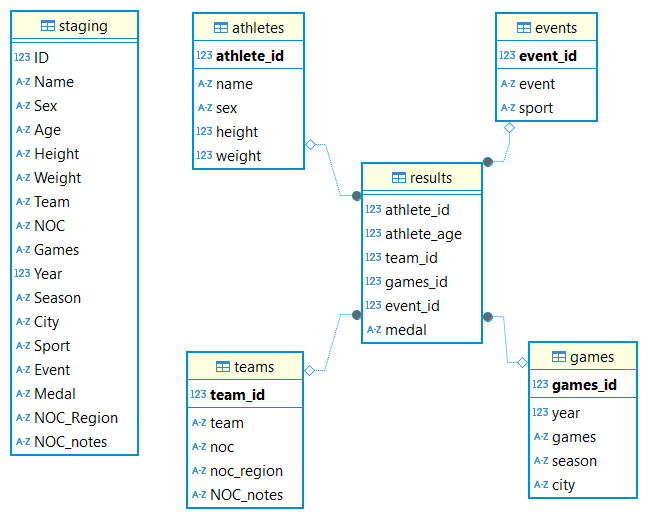 staging
123 ID
A-Z Name
A-Z Sex
A-Z Age
A-Z Height
A-Z Weight
A-Z Team
A-Z NOC
A-Z Games
123 Year
A-Z Season
A-Z City
A-Z Sport
A-Z Event
A-Z Medal
A-Z NOC_Region
A-Z NOC_notes
athletes
123 athlete_id
A-Z name
A-Z sex
123 height
123 weight
events
123 event_id
A-Z event
A-Z sport
results
123 athlete_id
123 athlete_age
123 team_id
123 games_id
123 event_id
A-Z medal
teams
123 team_id
A-Z team
A-Z noc
A-Z noc_region
A-Z NOC_notes
games
123 games_id
123 year
A-Z games
A-Z season
A-Z city